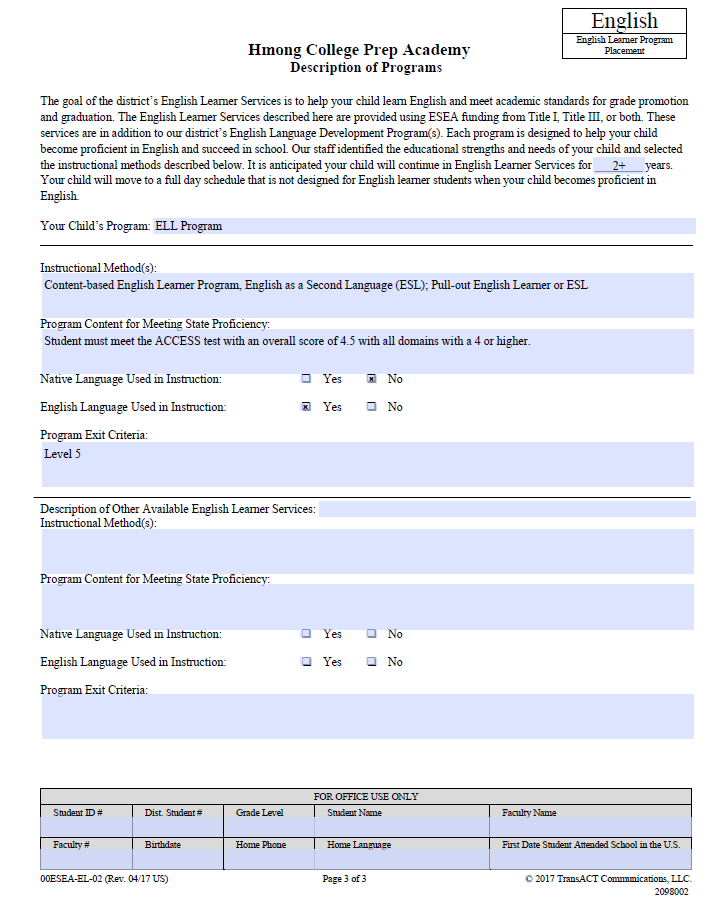 English
English Learner Program
Placement
Hmong College Prep Academy
Description of Programs
The goal of the district's English Learner Services is to help your child learn English and meet academic standards for grade promotion
and graduation. The English Learner Services described here are provided using ESEA funding from Title I, Title III, or both. These
services are in addition to our district's English Language Development Program(s). Each program is designed to help your child
become proficient in English and succeed in school. Our staff identified the educational strengths and needs of your child and selected
the instructional methods described below. It is anticipated your child will continue in English Learner Services for 2+ years.
Your child will move to a full day schedule that is not designed for English learner students when your child becomes proficient in
English.
Your Child's Program: ELL Program
Instructional Method(s):
Content-based English Learner Program, English as a Second Language (ESL); Pull-out English Learner or ESL
Program Content for Meeting State Proficiency:
Student must meet the ACCESS test with an overall score of 4.5 with all domains with a 4 or higher.
Native Language Used in Instruction: Yes No
English Language Used in Instruction: Yes No
Program Exit Criteria:
Level 5
Description of Other Available English Learner Services:
Instructional Method(s):
Program Content for Meeting State Proficiency:
Native Language Used in Instruction: Yes No
English Language Used in Instruction: Yes No
Program Exit Criteria:
FOR OFFICE USE ONLY
Student ID # Dist. Student # Grade Level Student Name Faculty Name
Faculty # Birthdate Home Phone Home Language First Date Student Attended School in the U.S.
00ESEA-EL-02 (Rev. 04/17 US) Page 3 of 3 © 2017 TransACT Communications, LLC.
2098002